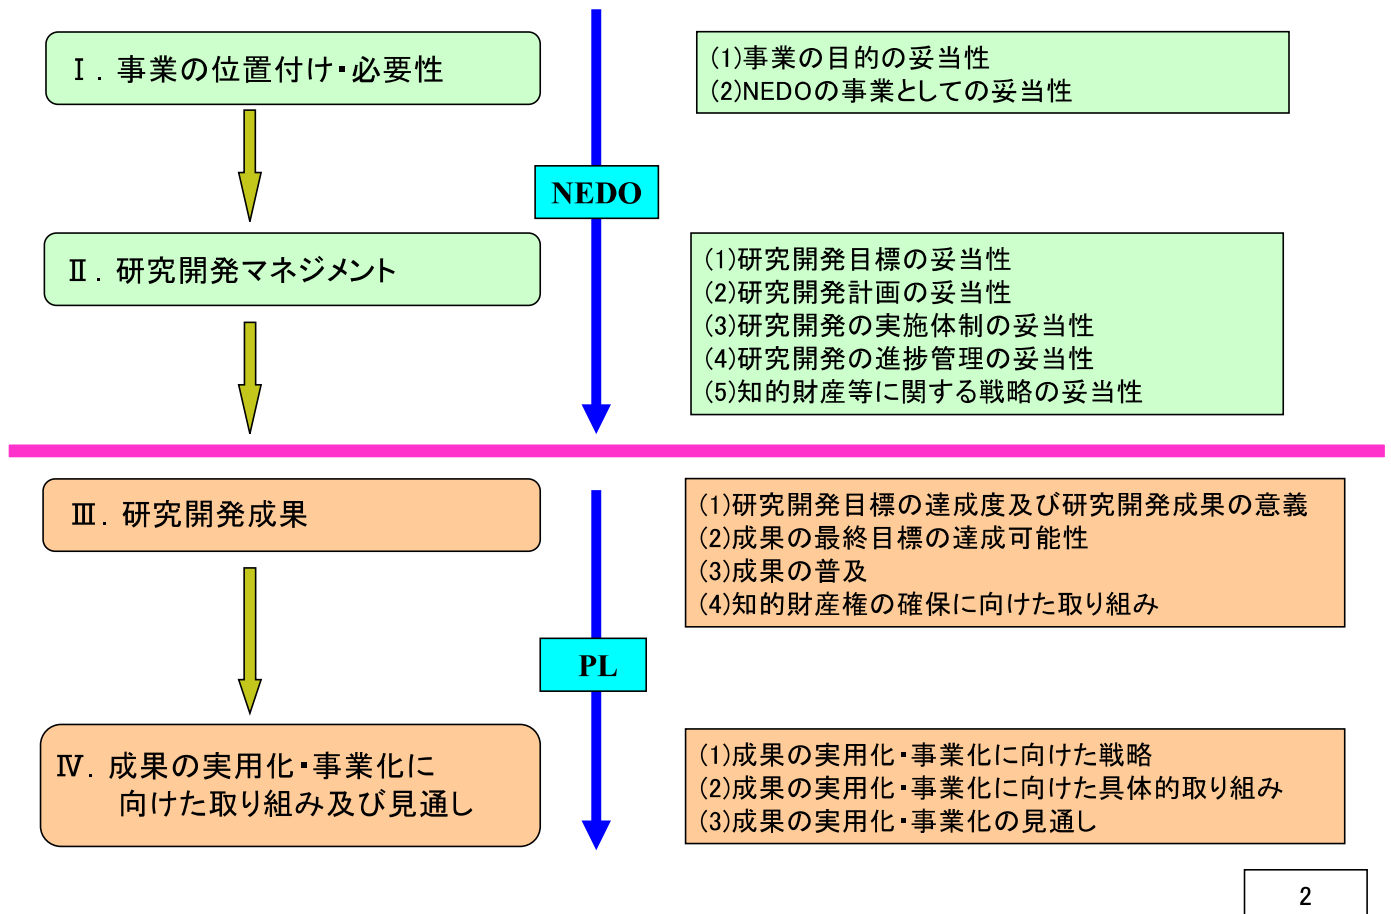 Ⅰ. 事業の位置付け・必要性
(1)事業の目的の妥当性
(2)NEDOの事業としての妥当性
NEDO
Ⅱ. 研究開発マネジメント
(1)研究開発目標の妥当性
(2)研究開発計画の妥当性
(3)研究開発の実施体制の妥当性
(4)研究開発の進捗管理の妥当性
(5)知的財産等に関する戦略の妥当性
Ⅲ. 研究開発成果
(1)研究開発目標の達成度及び研究開発成果の意義
(2)成果の最終目標の達成可能性
(3)成果の普及
(4)知的財産権の確保に向けた取り組み
PL
Ⅳ. 成果の実用化・事業化に
向けた取り組み及び見通し
(1)成果の実用化・事業化に向けた戦略
(2)成果の実用化・事業化に向けた具体的取り組み
(3)成果の実用化・事業化の見通し
2